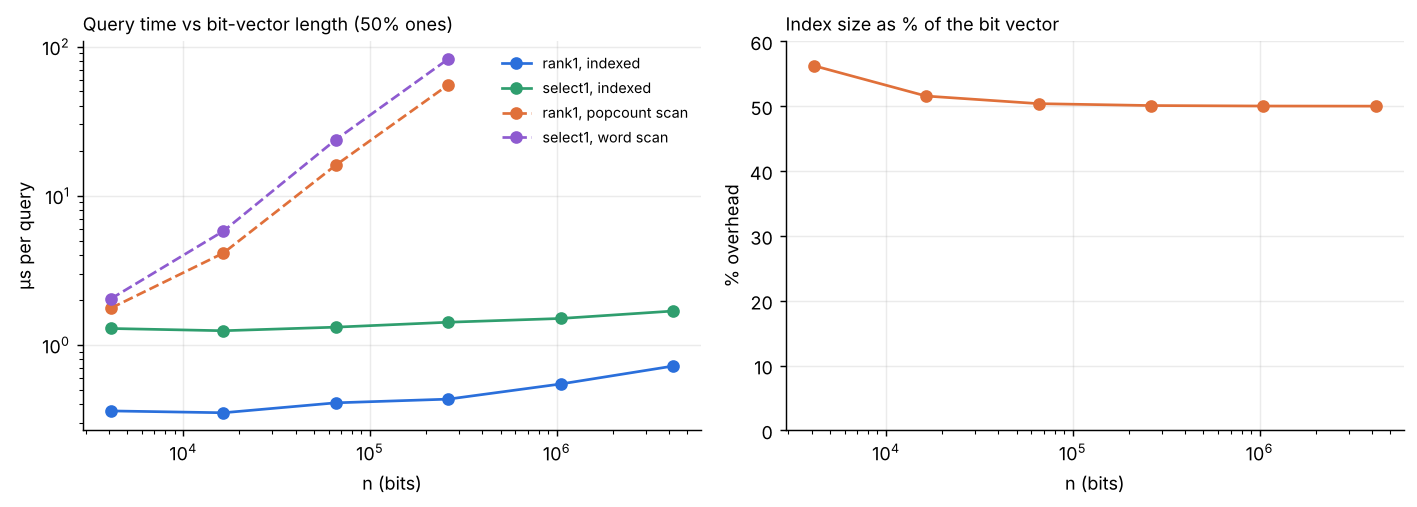 Query time vs bit-vector length (50% ones)
10²
10¹
10⁰
µs per query
rank1, indexed
select1, indexed
rank1, popcount scan
select1, word scan
10⁴
10⁵
10⁶
n (bits)
Index size as % of the bit vector
60
50
40
30
20
10
0
% overhead
10⁴
10⁵
10⁶
n (bits)